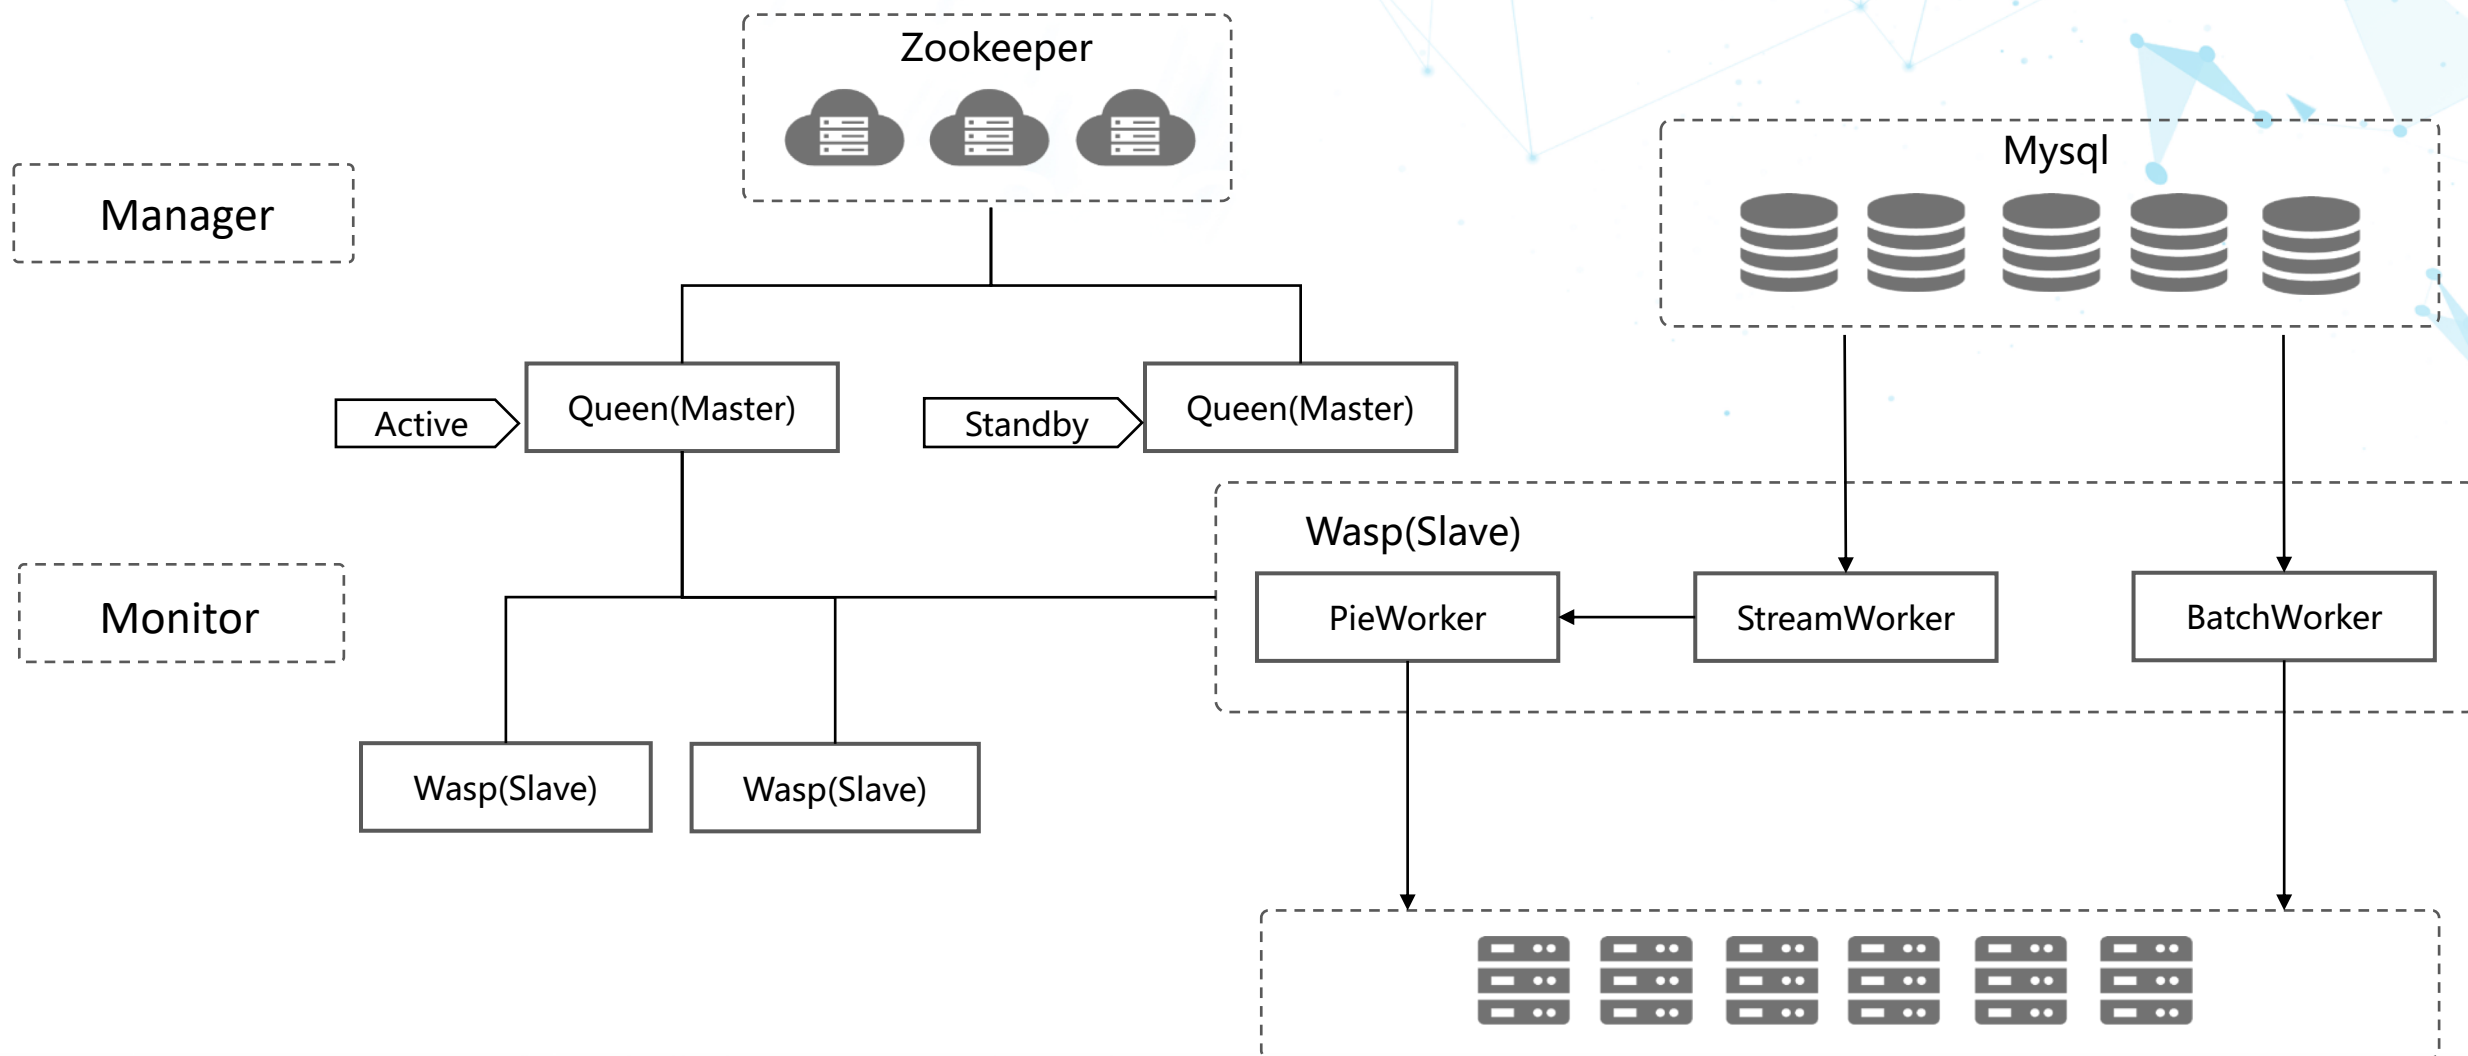 Zookeeper
Mysql
Manager
Active
Queen(Master)
Standby
Queen(Master)
Wasp(Slave)
Monitor
PieWorker
StreamWorker
BatchWorker
Wasp(Slave)
Wasp(Slave)